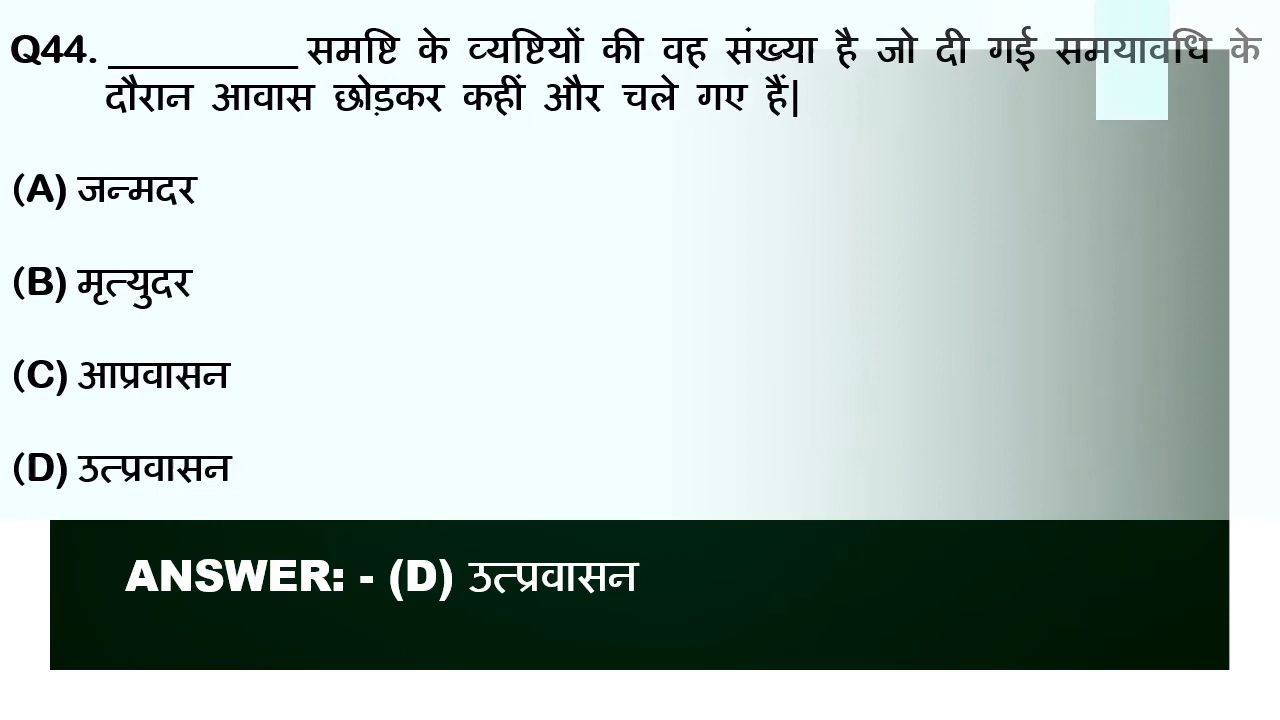 Q44. __________ समष्टि के व्यष्टियों की वह संख्या है जो दी गई समयावधि के
दौरान आवास छोड़कर कहीं और चले गए हैं|
(A) जन्मदर
(B) मृत्युदर
(C) आप्रवासन
(D) उत्प्रवासन
ANSWER: - (D) उत्प्रवासन